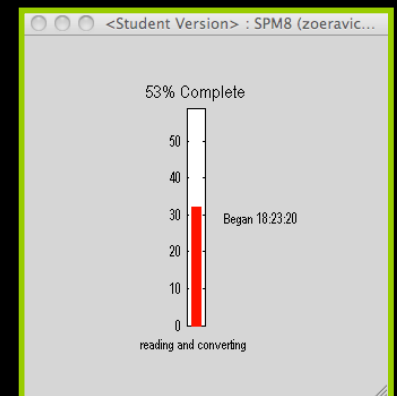 <Student Version> : SPM8 (zoeravic...
53% Complete
50
40
30
Began 18:23:20
20
10
0
reading and converting